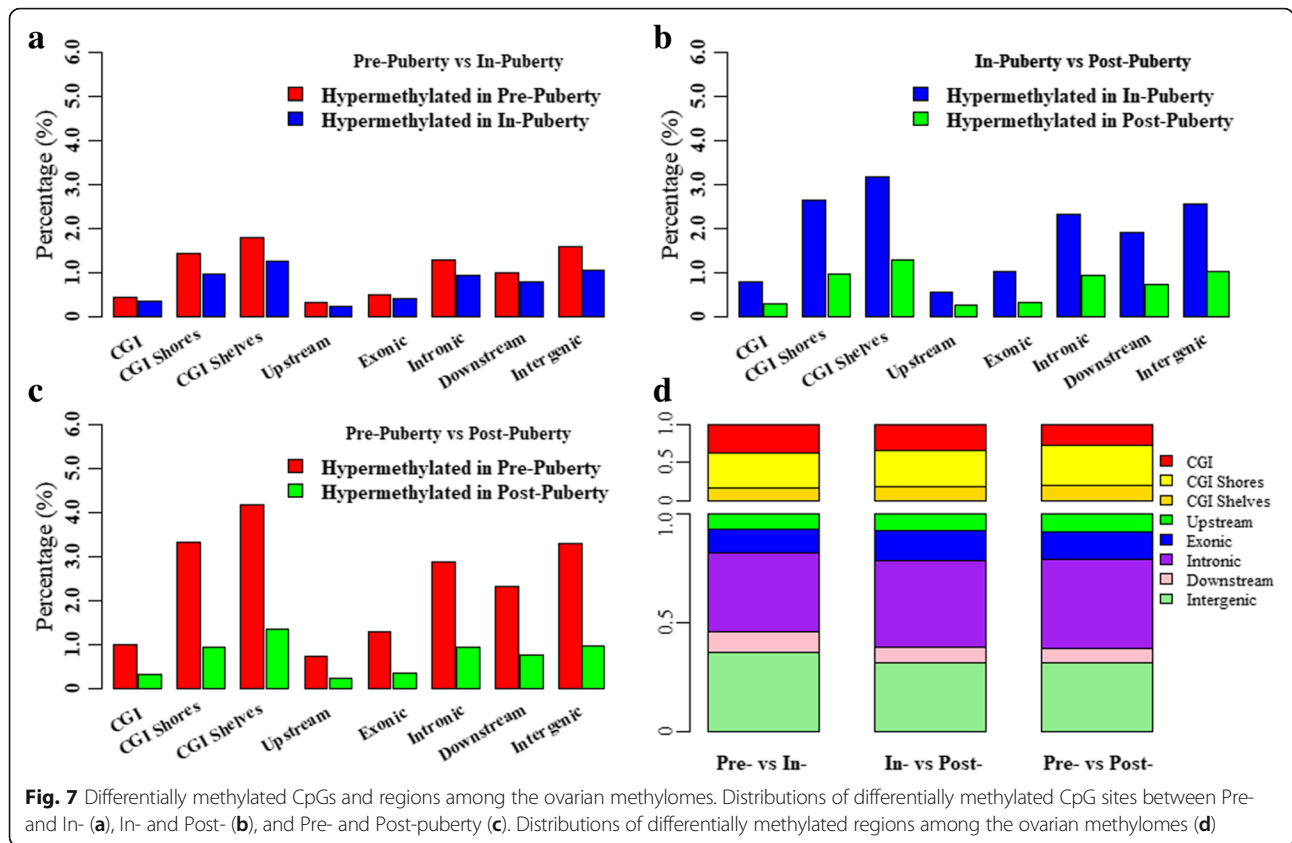 a
Pre-Puberty vs In-Puberty
Hypermethylated in Pre-Puberty
Hypermethylated in In-Puberty
Percentage (%)
6.0
5.0
4.0
3.0
2.0
1.0
0
CGI
CGI Shores
CGI Shelves
Upstream
Exonic
Intronic
Downstream
Intergenic
b
In-Puberty vs Post-Puberty
Hypermethylated in In-Puberty
Hypermethylated in Post-Puberty
Percentage (%)
6.0
5.0
4.0
3.0
2.0
1.0
0
CGI
CGI Shores
CGI Shelves
Upstream
Exonic
Intronic
Downstream
Intergenic
c
Pre-Puberty vs Post-Puberty
Hypermethylated in Pre-Puberty
Hypermethylated in Post-Puberty
Percentage (%)
6.0
5.0
4.0
3.0
2.0
1.0
0
CGI
CGI Shores
CGI Shelves
Upstream
Exonic
Intronic
Downstream
Intergenic
d
1.0
0.5
0
1.0
0.5
0
CGI
CGI Shores
CGI Shelves
Upstream
Exonic
Intronic
Downstream
Intergenic
Pre- vs In-
In- vs Post-
Pre- vs Post-
Fig. 7 Differentially methylated CpGs and regions among the ovarian methylomes. Distributions of differentially methylated CpG sites between Pre-
and In- (a), In- and Post- (b), and Pre- and Post-puberty (c). Distributions of differentially methylated regions among the ovarian methylomes (d)